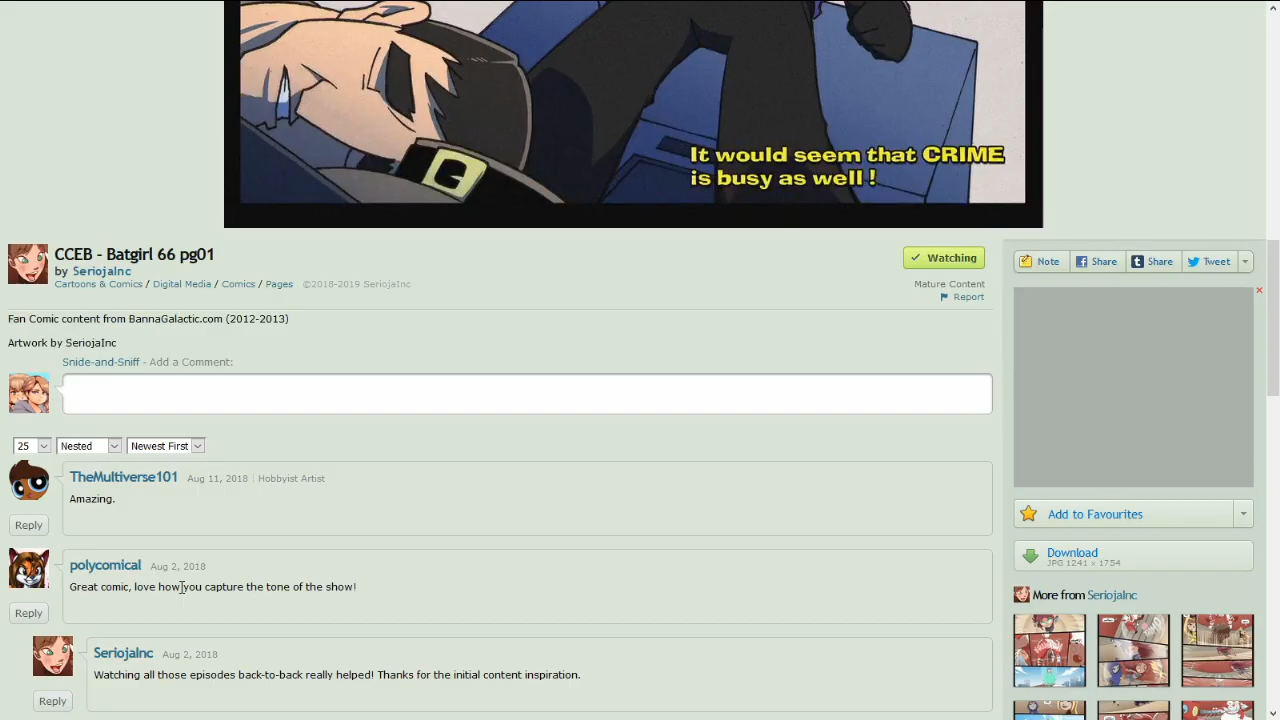 It would seem that CRIME
is busy as well !
CCEB - Batgirl 66 pg01
by SeriojaInc
Cartoons & Comics / Digital Media / Comics / Pages ©2018-2019 SeriojaInc
Watching
Mature Content
Report
Note Share Share Tweet
Fan Comic content from BannaGalactic.com (2012-2013)
Artwork by SeriojaInc
Snide-and-Sniff - Add a Comment:
25 Nested Newest First
TheMultiverse101 Aug 11, 2018 Hobbyist Artist
Amazing.
Reply
polycomical Aug 2, 2018
Great comic, love how you capture the tone of the show!
Reply
SeriojaInc Aug 2, 2018
Watching all those episodes back-to-back really helped! Thanks for the initial content inspiration.
Reply
Add to Favourites
Download
JPG 1241 × 1754
More from SeriojaInc